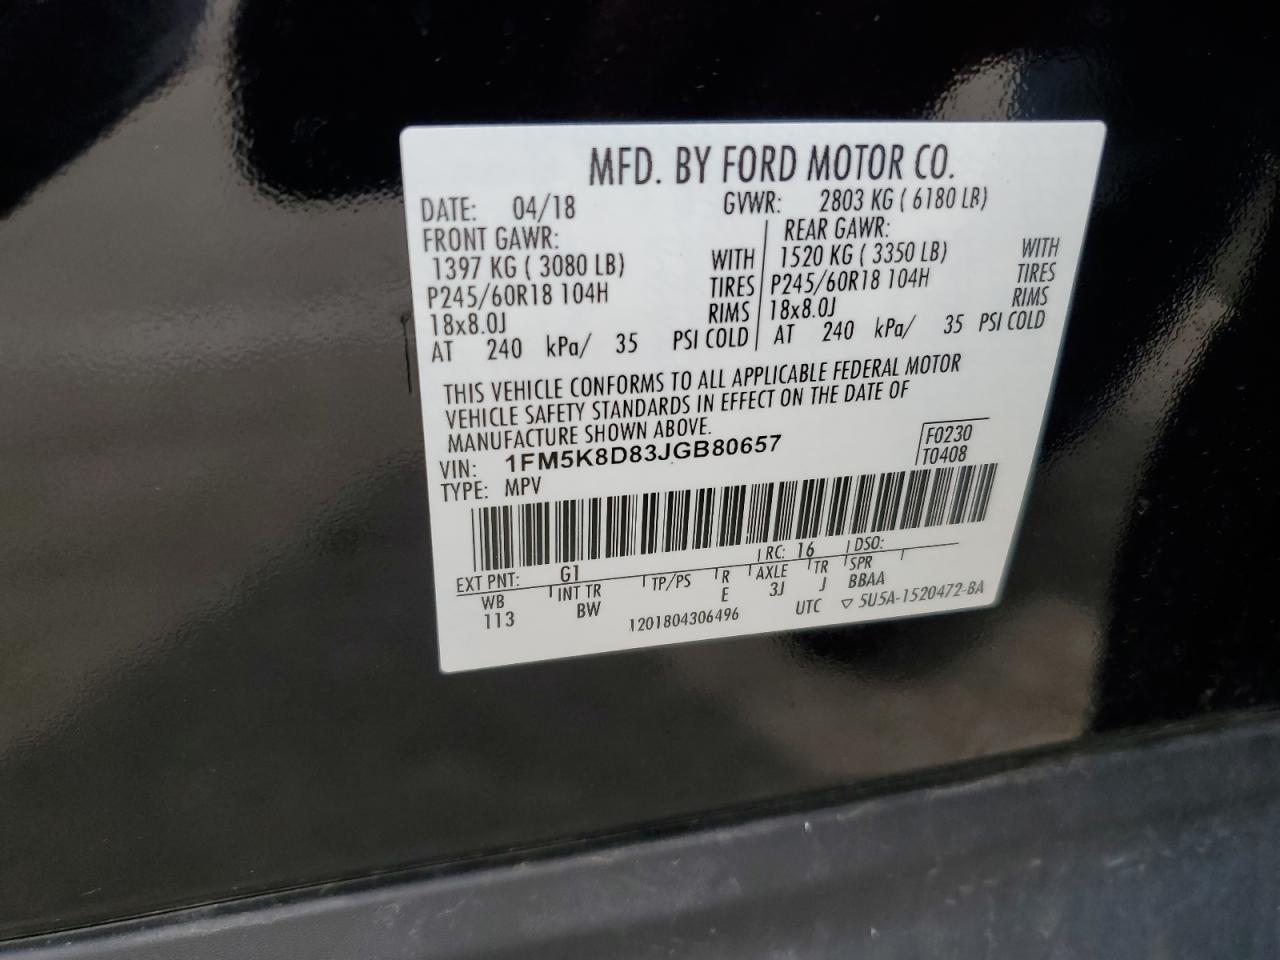 MFD. BY FORD MOTOR CO.
DATE: 04/18 GVWR: 2803 KG ( 6180 LB)
FRONT GAWR: REAR GAWR:
1397 KG ( 3080 LB) WITH 1520 KG ( 3350 LB) WITH
P245/60R18 104H TIRES P245/60R18 104H TIRES
18x8.0J RIMS 18x8.0J RIMS
AT 240 kPa/ 35 PSI COLD AT 240 kPa/ 35 PSI COLD
THIS VEHICLE CONFORMS TO ALL APPLICABLE FEDERAL MOTOR
VEHICLE SAFETY STANDARDS IN EFFECT ON THE DATE OF
MANUFACTURE SHOWN ABOVE.
VIN: 1FM5K8D83JGB80657 F0230
TYPE: MPV T0408
EXT PNT: G1 RC: 16 DSO:
WB INT TR TP/PS R AXLE TR SPR
113 BW E 3J J BBAA
1201804306496 UTC ▽ 5U5A-1520472-BA